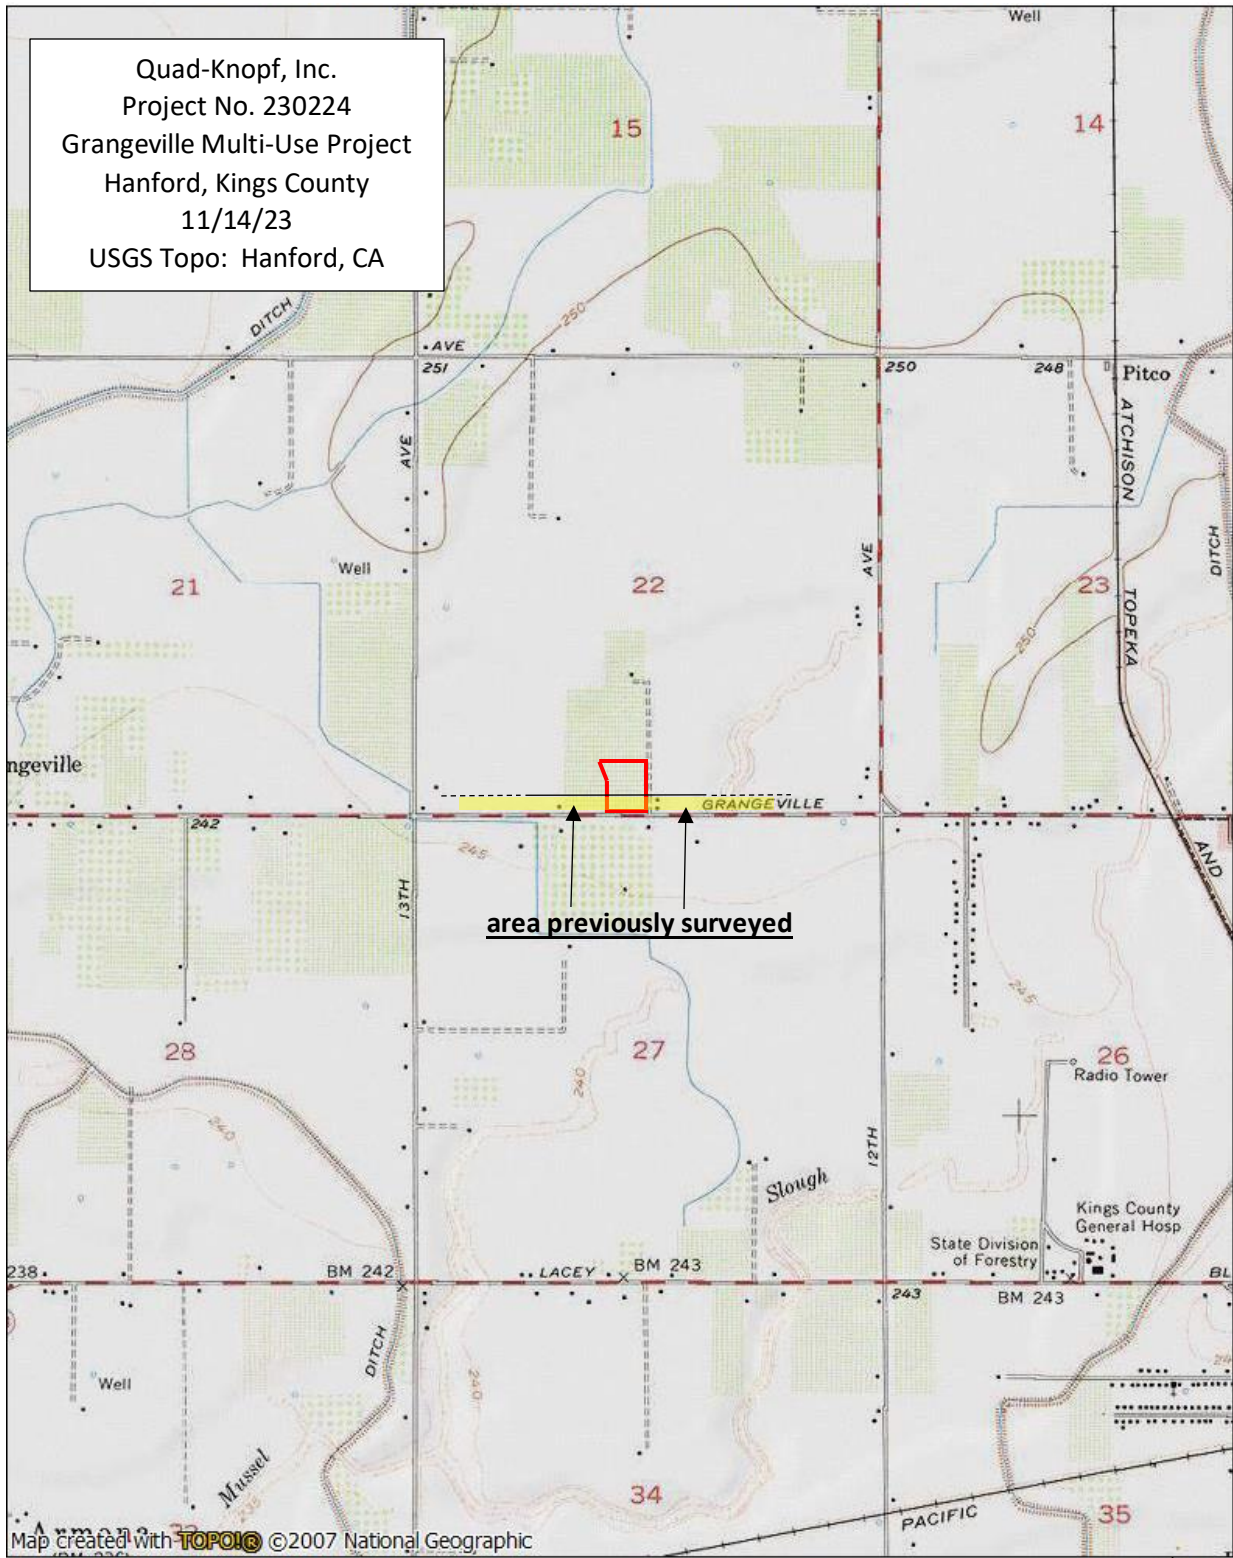 Well
Quad-Knopf, Inc.
Project No. 230224
Grangeville Multi-Use Project
Hanford, Kings County
11/14/23
USGS Topo: Hanford, CA
15
14
DITCH
250
AVE
251
250
248
Pitco
ATCHISON
AVE
DITCH
AVE
Well
21
22
23
TOPEKA
250
ngeville
GRANGEVILLE
242
245
AND
13TH
area previously surveyed
245
28
27
26
240
Radio Tower
240
12TH
Slough
Kings County
General Hosp
State Division
of Forestry
238
BM 242
LACEY
BM 243
243
BM 243
BL
DITCH
240
24
Well
Mussel
235
34
35
PACIFIC
Armona
Map created with TOPO!® ©2007 National Geographic